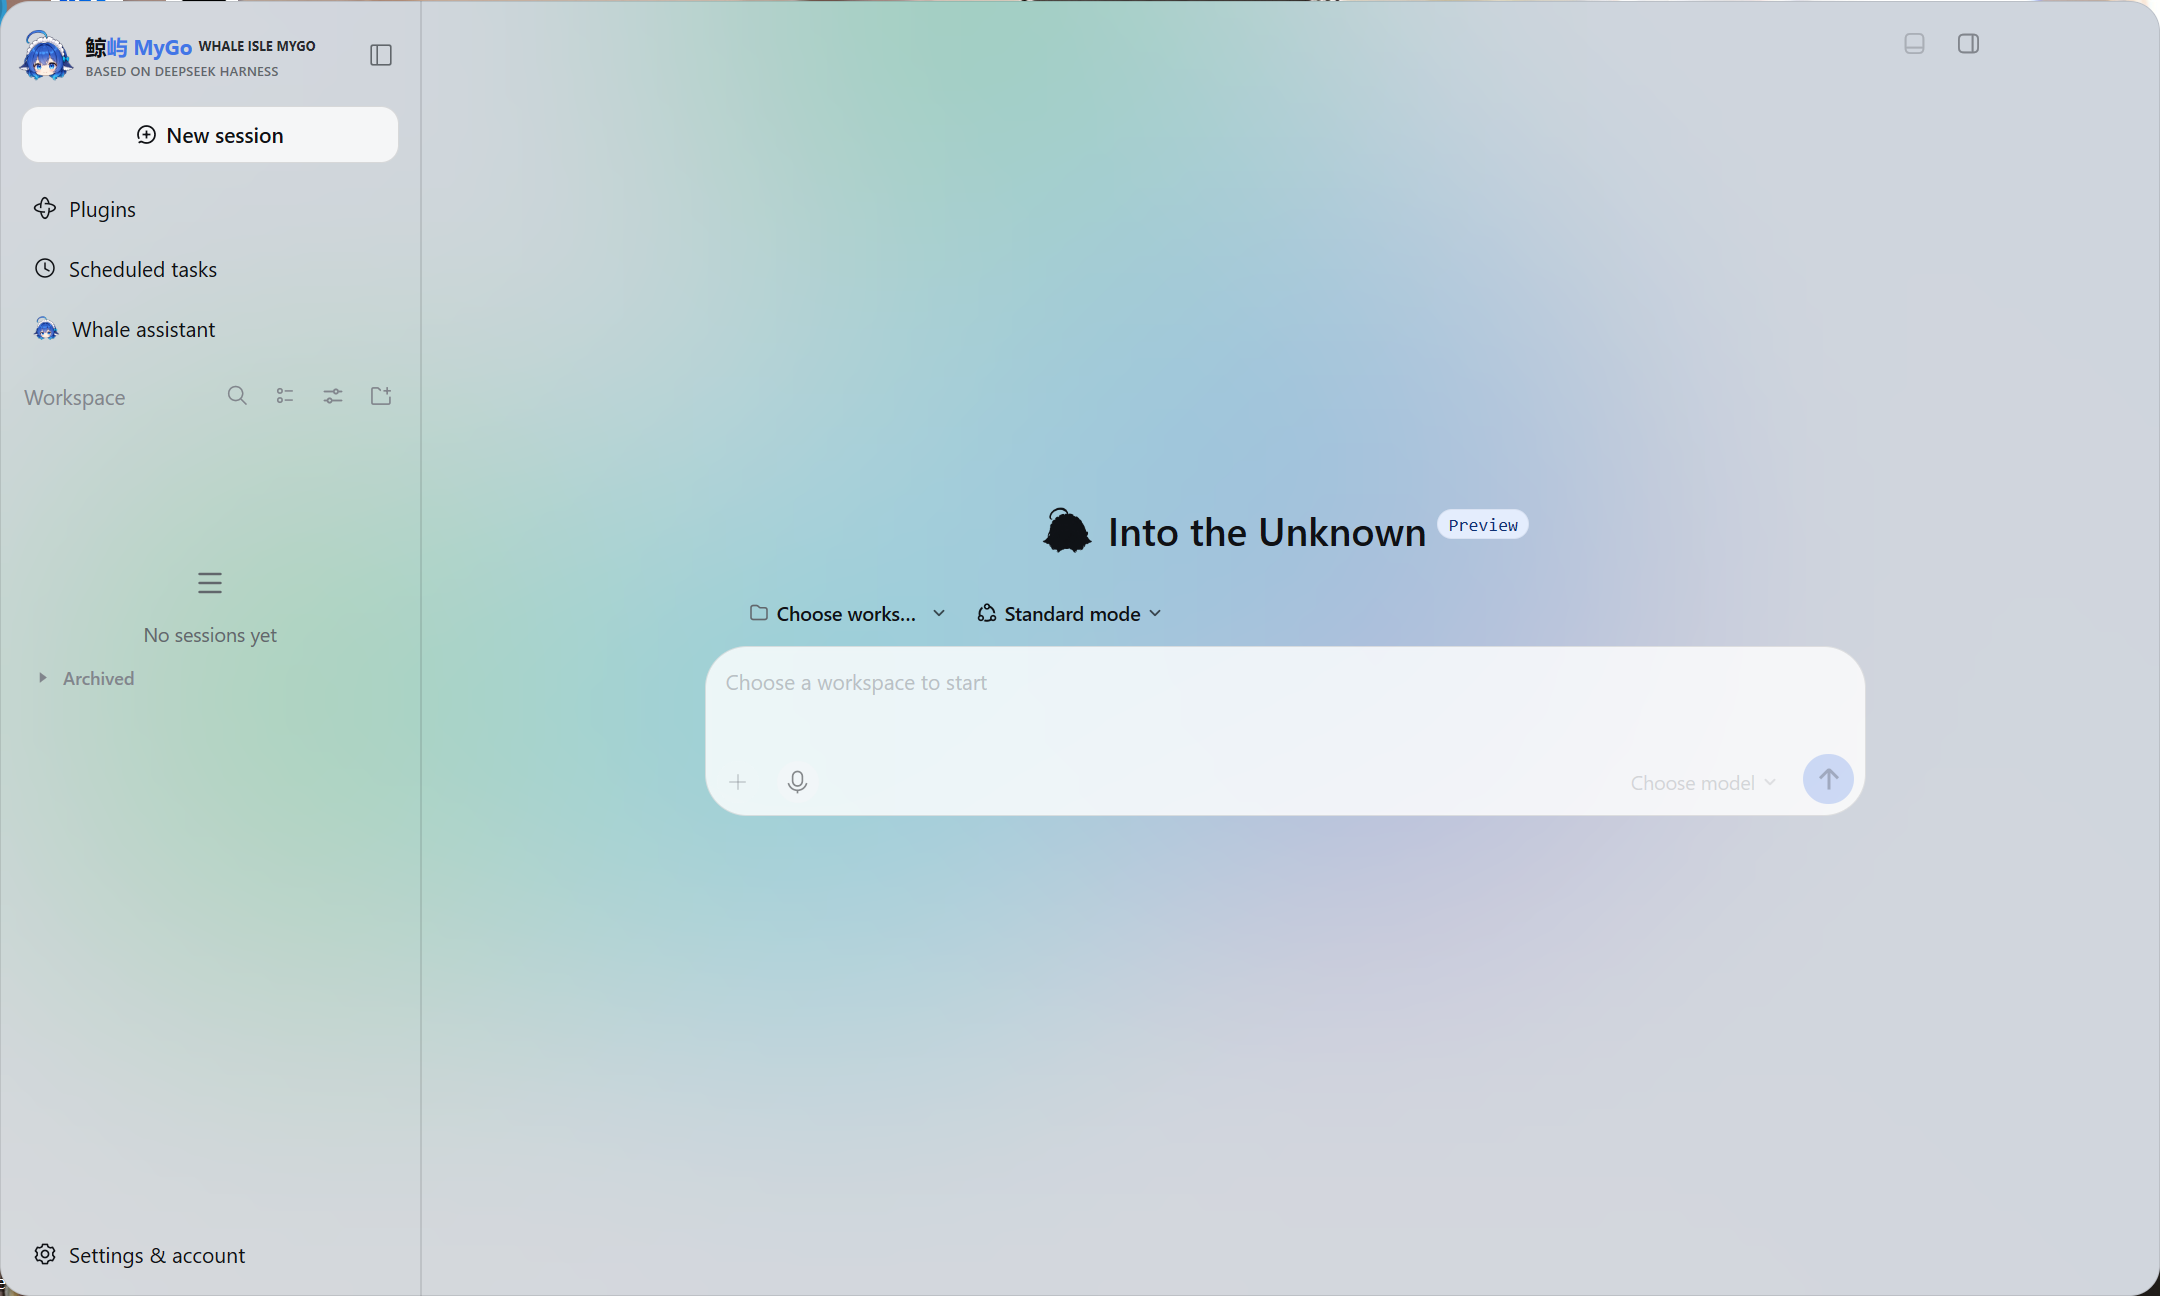 鲸屿 MyGo WHALE ISLE MYGO
BASED ON DEEPSEEK HARNESS
New session
Plugins
Scheduled tasks
Whale assistant
Workspace
No sessions yet
Archived
Settings & account
Into the Unknown Preview
Choose works... Standard mode
Choose a workspace to start
Choose model